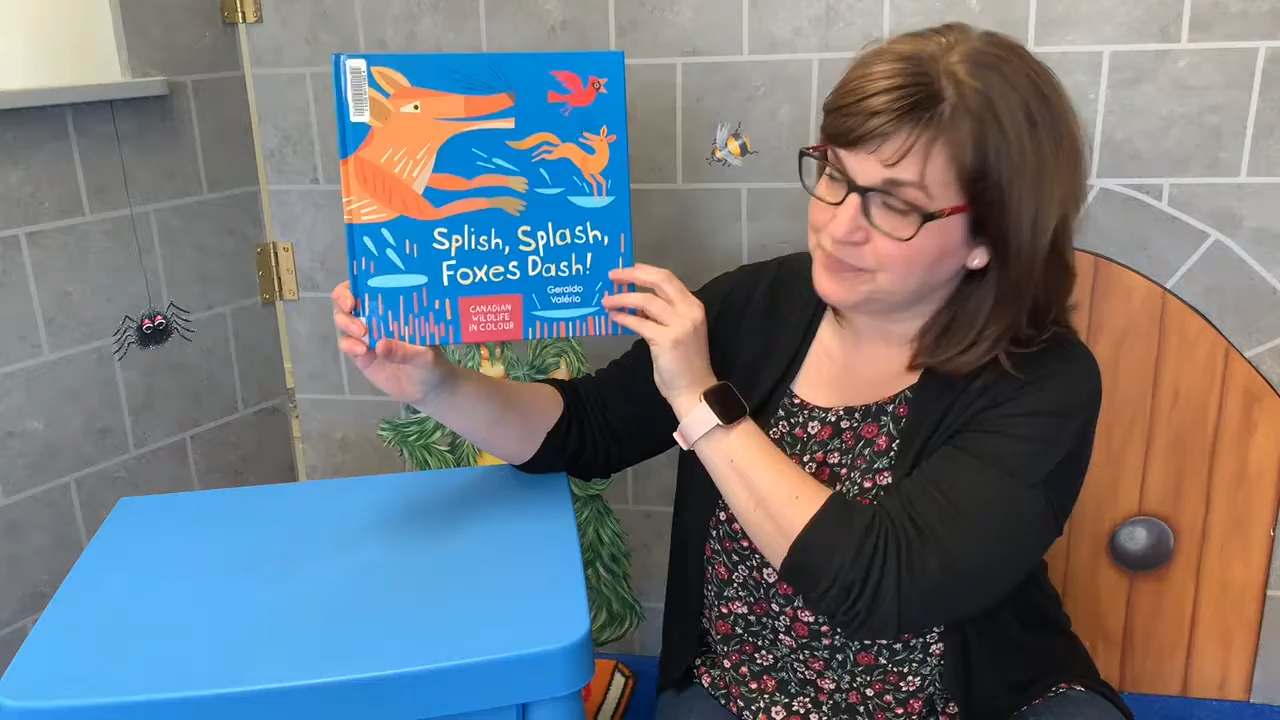 Splish, Splash,
Foxes Dash!
Geraldo
Valério
CANADIAN
WILDLIFE
IN COLOUR